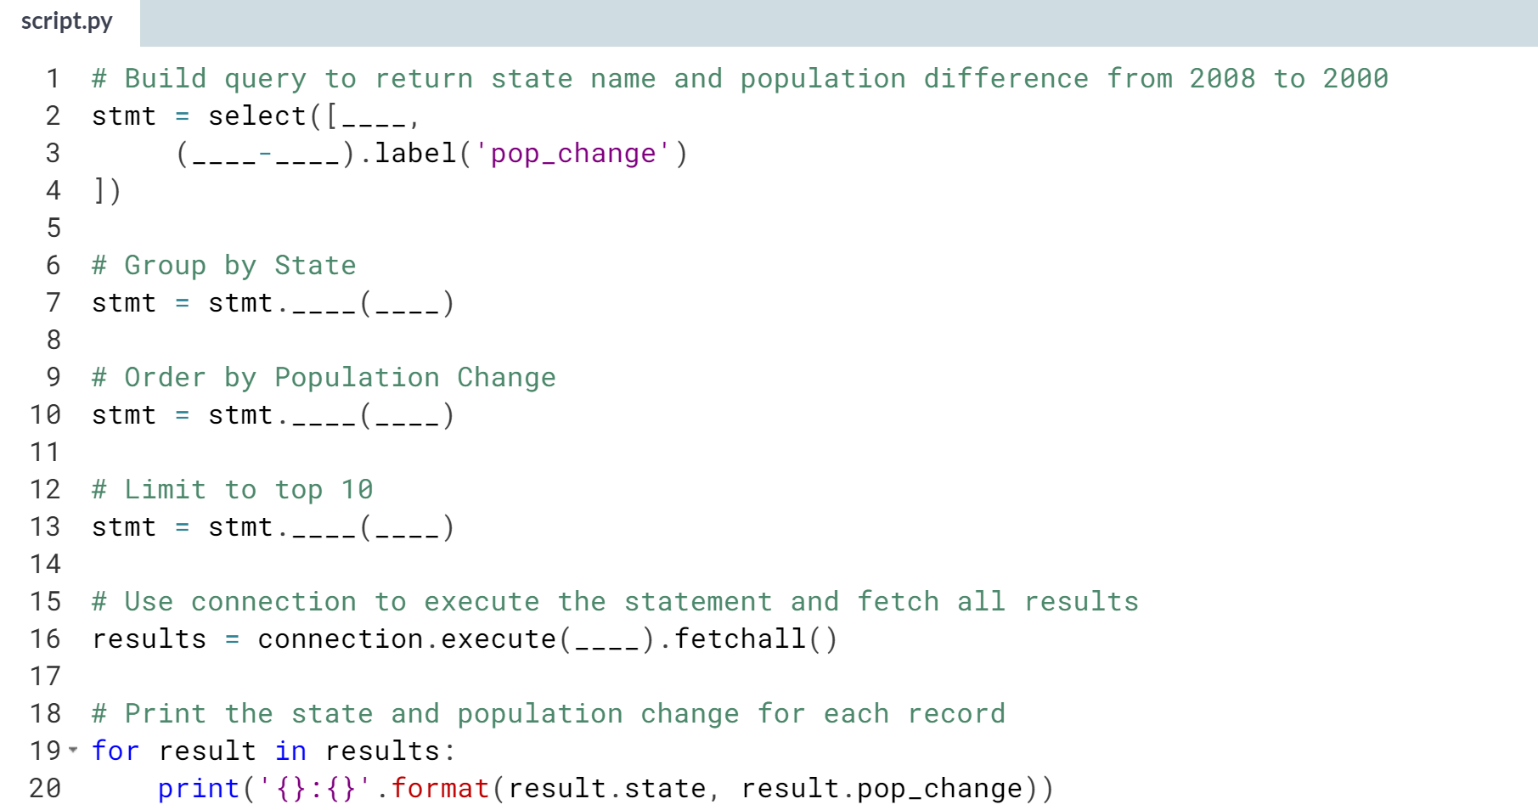 script.py
1 # Build query to return state name and population difference from 2008 to 2000
2 stmt = select([____,
3      (____-____).label('pop_change')
4 ])
5
6 # Group by State
7 stmt = stmt.____(____)
8
9 # Order by Population Change
10 stmt = stmt.____(____)
11
12 # Limit to top 10
13 stmt = stmt.____(____)
14
15 # Use connection to execute the statement and fetch all results
16 results = connection.execute(____).fetchall()
17
18 # Print the state and population change for each record
19 for result in results:
20     print('{}:{}'.format(result.state, result.pop_change))